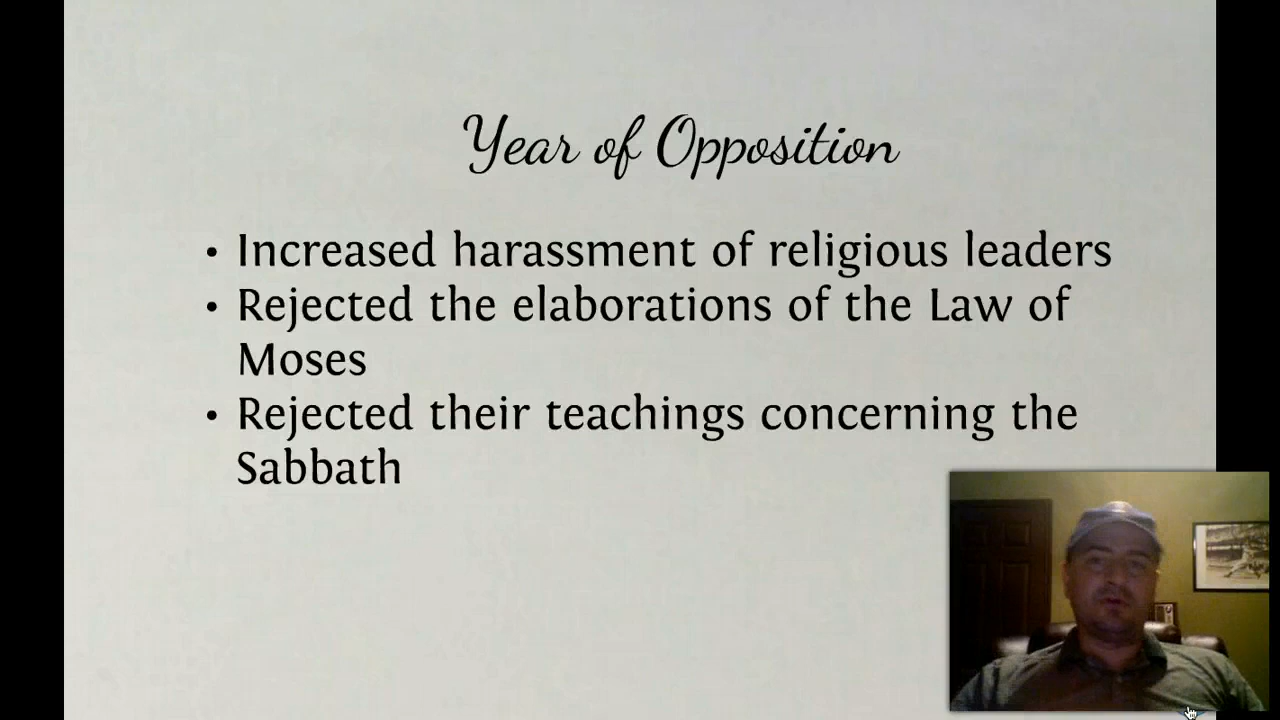 Year of Opposition
• Increased harassment of religious leaders
• Rejected the elaborations of the Law of
Moses
• Rejected their teachings concerning the
Sabbath